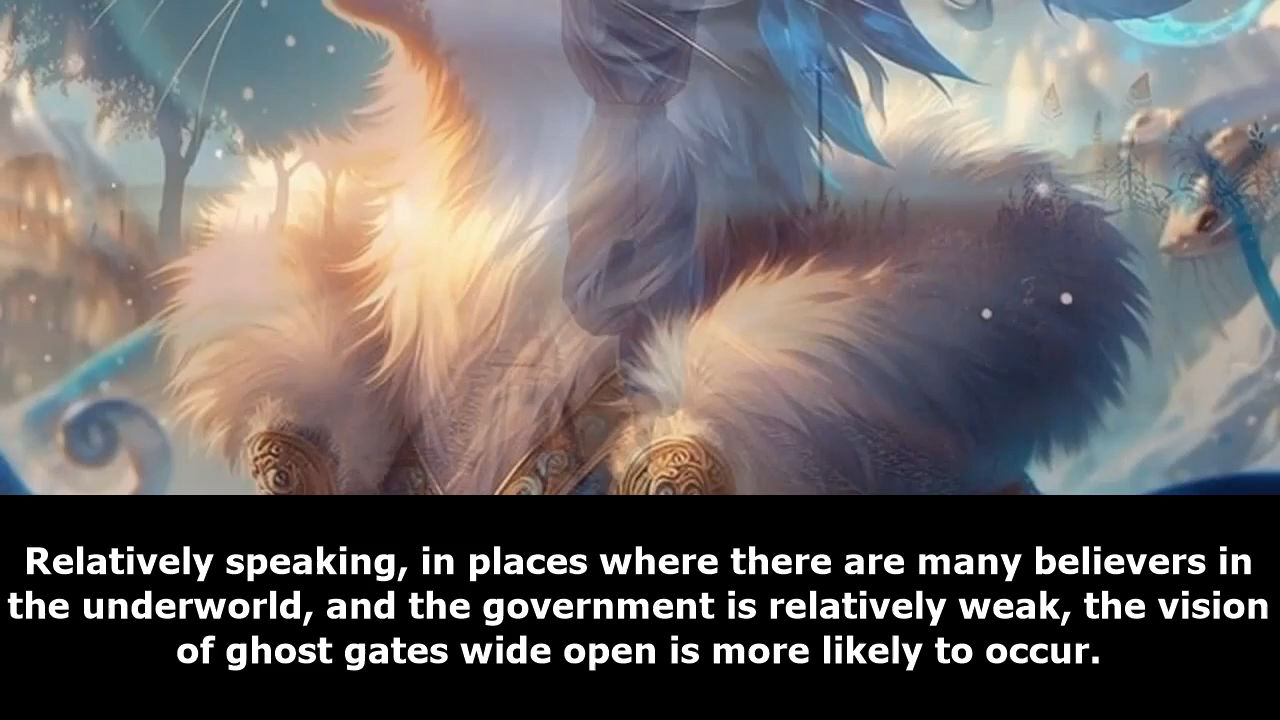 Relatively speaking, in places where there are many believers in
the underworld, and the government is relatively weak, the vision
of ghost gates wide open is more likely to occur.